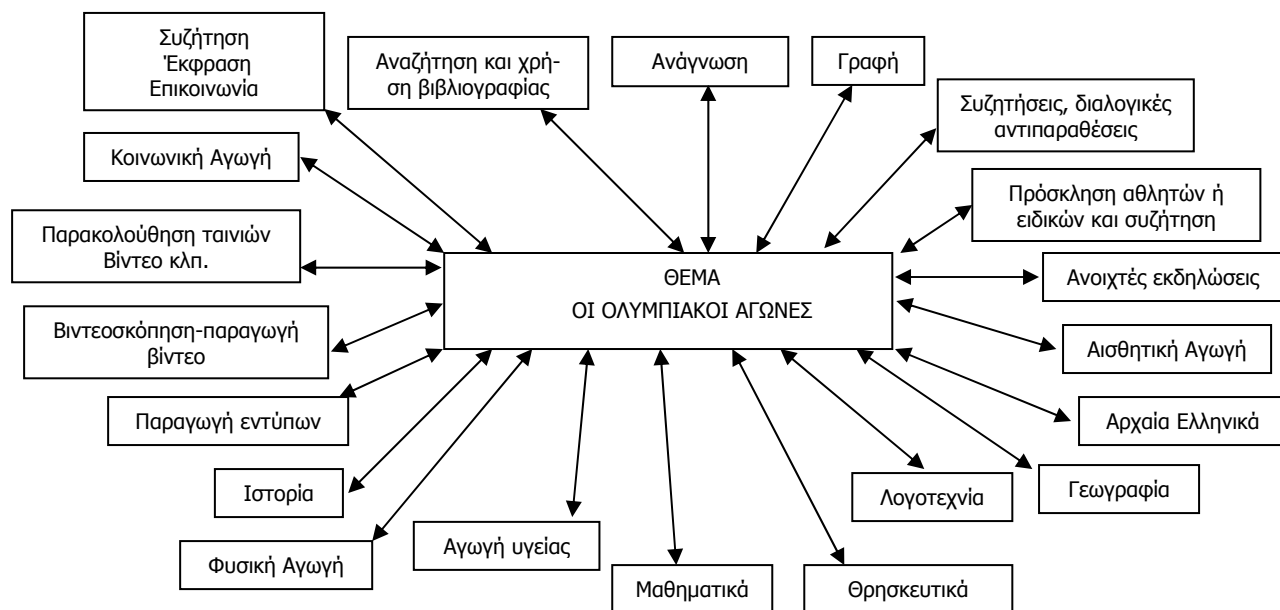 Συζήτηση
Έκφραση
Επικοινωνία
Αναζήτηση και χρή-
ση βιβλιογραφίας
Ανάγνωση
Γραφή
Συζητήσεις, διαλογικές
αντιπαραθέσεις
Κοινωνική Αγωγή
Πρόσκληση αθλητών ή
ειδικών και συζήτηση
Παρακολούθηση ταινιών
Βίντεο κλπ.
ΘΕΜΑ
ΟΙ ΟΛΥΜΠΙΑΚΟΙ ΑΓΩΝΕΣ
Ανοιχτές εκδηλώσεις
Βιντεοσκόπηση-παραγωγή
βίντεο
Αισθητική Αγωγή
Παραγωγή εντύπων
Αρχαία Ελληνικά
Ιστορία
Λογοτεχνία
Γεωγραφία
Φυσική Αγωγή
Αγωγή υγείας
Μαθηματικά
Θρησκευτικά